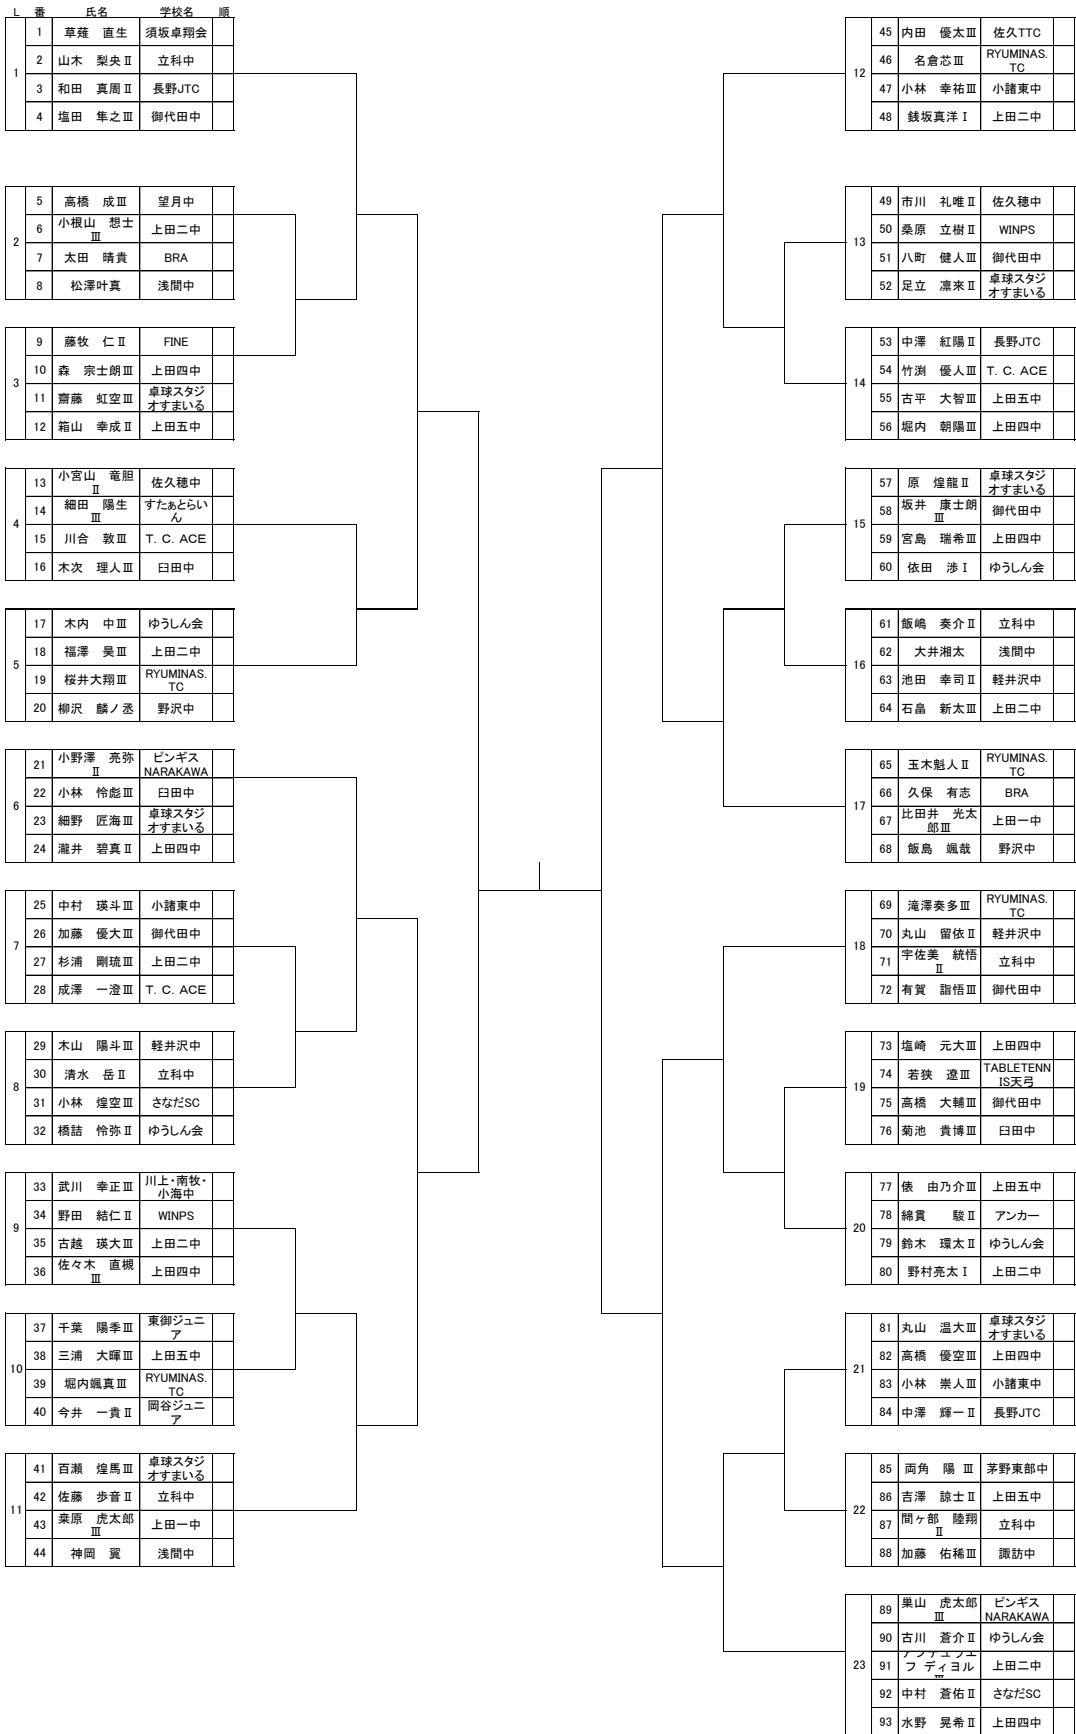 L 番 氏名 学校名 順
1
1 草薙 直生 須坂卓翔会
2 山木 梨央Ⅱ 立科中
3 和田 真周Ⅱ 長野JTC
4 塩田 隼之Ⅲ 御代田中
2
5 高橋 成Ⅲ 望月中
6 小根山 想士Ⅲ 上田二中
7 太田 晴貴 BRA
8 松澤叶真 浅間中
3
9 藤牧 仁Ⅱ FINE
10 森 宗士朗Ⅲ 上田四中
11 齋藤 虹空Ⅲ 卓球スタジオすまいる
12 箱山 幸成Ⅱ 上田五中
4
13 小宮山 竜胆Ⅱ 佐久穂中
14 細田 陽生Ⅲ すたぁとらいん
15 川合 敦Ⅲ T. C. ACE
16 木次 理人Ⅲ 臼田中
5
17 木内 中Ⅲ ゆうしん会
18 福澤 昊Ⅲ 上田二中
19 桜井大翔Ⅲ RYUMINAS. TC
20 柳沢 麟ノ丞 野沢中
6
21 小野澤 亮弥Ⅱ ピンギス NARAKAWA
22 小林 怜彪Ⅲ 臼田中
23 細野 匠海Ⅲ 卓球スタジオすまいる
24 瀧井 碧真Ⅱ 上田四中
7
25 中村 瑛斗Ⅲ 小諸東中
26 加藤 優大Ⅲ 御代田中
27 杉浦 剛琉Ⅲ 上田二中
28 成澤 一澄Ⅲ T. C. ACE
8
29 木山 陽斗Ⅲ 軽井沢中
30 清水 岳Ⅱ 立科中
31 小林 煌空Ⅲ さなだSC
32 橋詰 怜弥Ⅱ ゆうしん会
9
33 武川 幸正Ⅲ 川上・南牧・小海中
34 野田 結仁Ⅱ WINPS
35 古越 瑛大Ⅲ 上田二中
36 佐々木 直槻Ⅲ 上田四中
10
37 千葉 陽季Ⅲ 東御ジュニア
38 三浦 大暉Ⅲ 上田五中
39 堀内颯真Ⅲ RYUMINAS. TC
40 今井 一貴Ⅱ 岡谷ジュニア
11
41 百瀬 煌馬Ⅲ 卓球スタジオすまいる
42 佐藤 歩音Ⅱ 立科中
43 桒原 虎太郎Ⅲ 上田一中
44 神岡 翼 浅間中
12
45 内田 優太Ⅲ 佐久TTC
46 名倉芯Ⅲ RYUMINAS. TC
47 小林 幸祐Ⅲ 小諸東中
48 銭坂真洋Ⅰ 上田二中
13
49 市川 礼唯Ⅱ 佐久穂中
50 桑原 立樹Ⅱ WINPS
51 八町 健人Ⅲ 御代田中
52 足立 凛來Ⅱ 卓球スタジオすまいる
14
53 中澤 紅陽Ⅱ 長野JTC
54 竹渕 優人Ⅲ T. C. ACE
55 古平 大智Ⅲ 上田五中
56 堀内 朝陽Ⅲ 上田四中
15
57 原 煌龍Ⅱ 卓球スタジオすまいる
58 坂井 康士朗Ⅲ 御代田中
59 宮島 瑞希Ⅲ 上田四中
60 依田 渉Ⅰ ゆうしん会
16
61 飯嶋 奏介Ⅱ 立科中
62 大井湘太 浅間中
63 池田 幸司Ⅱ 軽井沢中
64 石畠 新太Ⅲ 上田二中
17
65 玉木魁人Ⅱ RYUMINAS. TC
66 久保 有志 BRA
67 比田井 光太郎Ⅲ 上田一中
68 飯島 颯哉 野沢中
18
69 滝澤奏多Ⅲ RYUMINAS. TC
70 丸山 留依Ⅱ 軽井沢中
71 宇佐美 統悟Ⅱ 立科中
72 有賀 詣悟Ⅲ 御代田中
19
73 塩崎 元大Ⅲ 上田四中
74 若狭 遼Ⅲ TABLETENNIS天弓
75 高橋 大輔Ⅲ 御代田中
76 菊池 貴博Ⅲ 臼田中
20
77 俵 由乃介Ⅲ 上田五中
78 綿貫 駿Ⅱ アンカー
79 鈴木 環太Ⅱ ゆうしん会
80 野村亮太Ⅰ 上田二中
21
81 丸山 温大Ⅲ 卓球スタジオすまいる
82 高橋 優空Ⅲ 上田四中
83 小林 崇人Ⅲ 小諸東中
84 中澤 輝一Ⅱ 長野JTC
22
85 両角 陽 Ⅲ 茅野東部中
86 吉澤 諒士Ⅱ 上田五中
87 間ヶ部 陸翔Ⅱ 立科中
88 加藤 佑稀Ⅲ 諏訪中
23
89 巣山 虎太郎Ⅲ ピンギス NARAKAWA
90 古川 蒼介Ⅱ ゆうしん会
91 フ ディヨル 上田二中
92 中村 蒼佑Ⅱ さなだSC
93 水野 晃希Ⅱ 上田四中